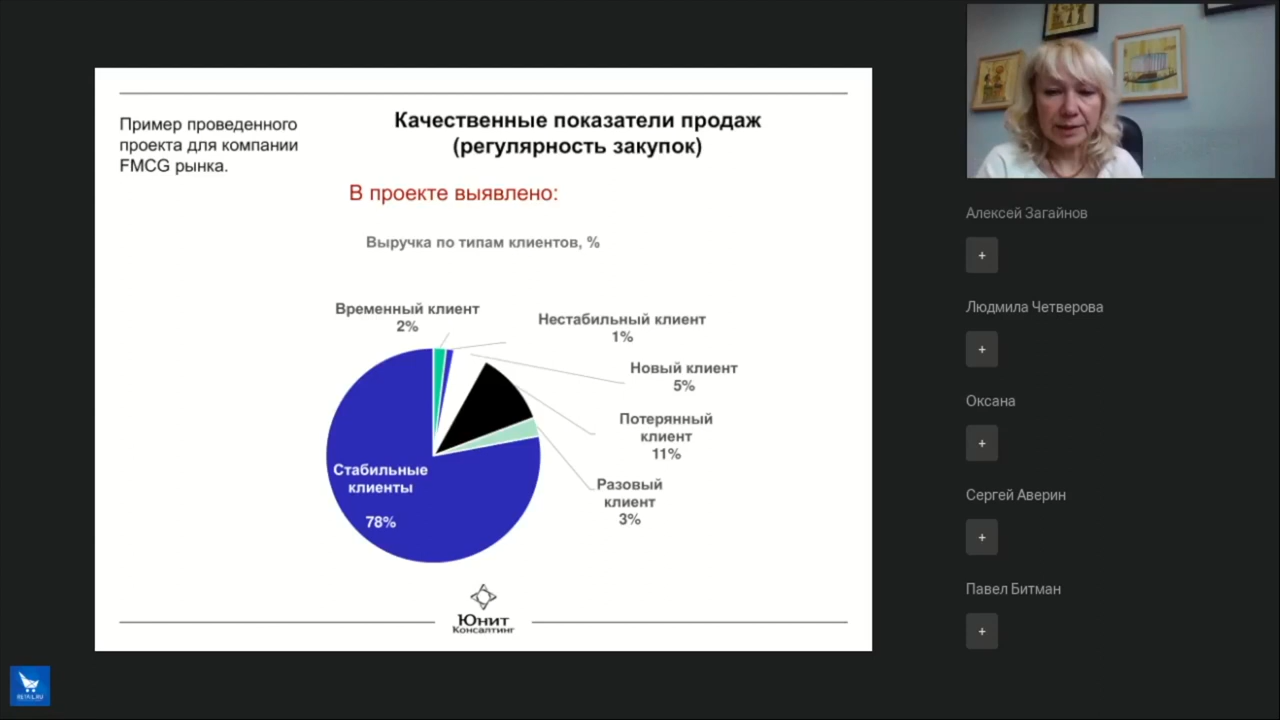 Пример проведенного
проекта для компании
FMCG рынка.
Качественные показатели продаж
(регулярность закупок)
В проекте выявлено:
Выручка по типам клиентов, %
Временный клиент
2%
Нестабильный клиент
1%
Новый клиент
5%
Потерянный
клиент
11%
Разовый
клиент
3%
Стабильные
клиенты
78%
Юнит
Консалтинг
Алексей Загайнов
+
Людмила Четверова
+
Оксана
+
Сергей Аверин
+
Павел Битман
+
RETAIL.RU